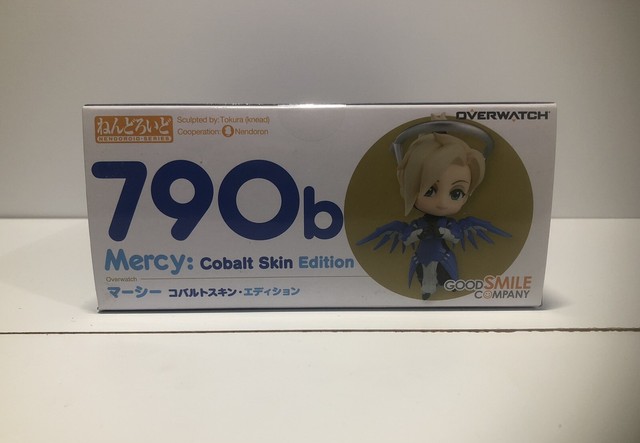 ねんどろいど
NENDOROID SERIES
Sculpted by: Tokura (knead)
Cooperation: Nendoron
OVERWATCH
790b
Mercy: Cobalt Skin Edition
Overwatch
マーシー コバルトスキン・エディション
GOOD SMILE
COMPANY